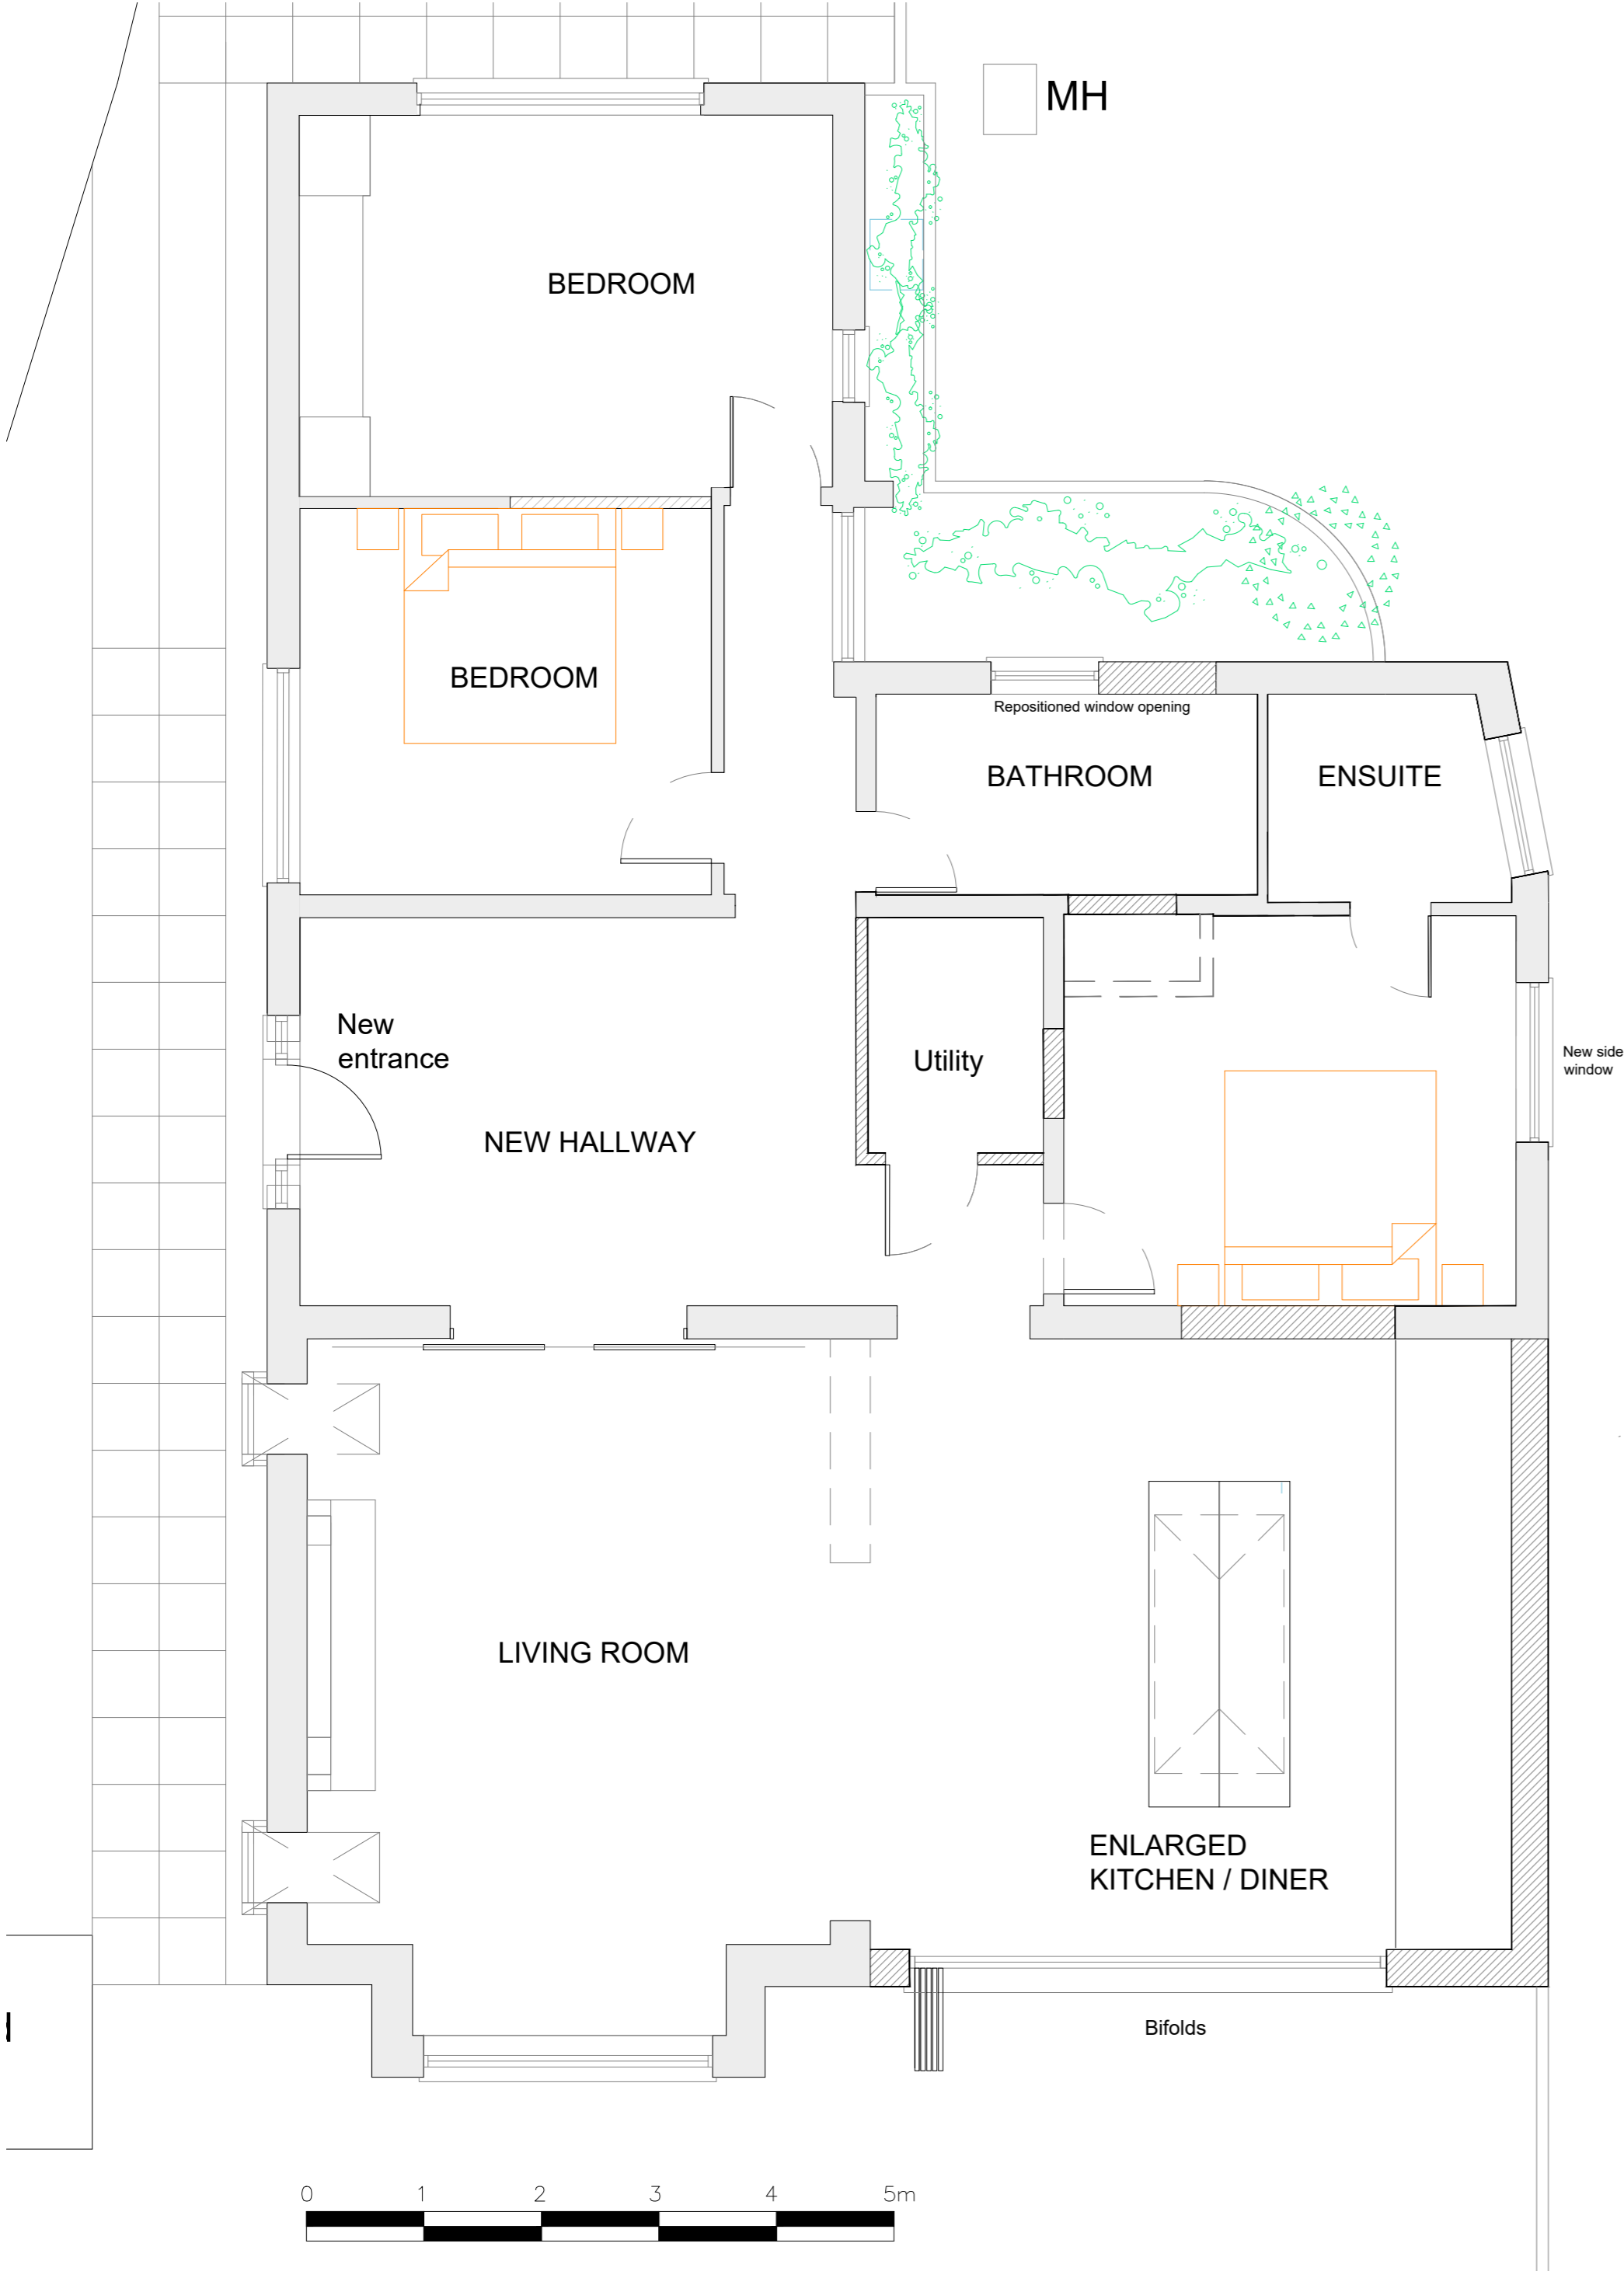 MH
BEDROOM
BEDROOM
Repositioned window opening
BATHROOM
ENSUITE
New
entrance
Utility
New side
window
NEW HALLWAY
LIVING ROOM
ENLARGED
KITCHEN / DINER
Bifolds
0 1 2 3 4 5m